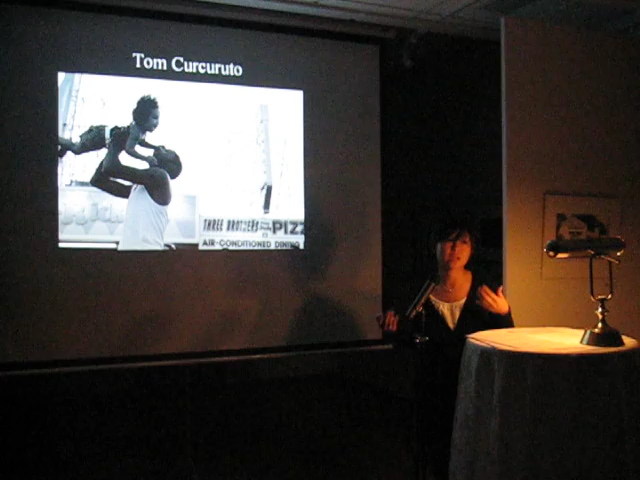 Tom Curcuruto
THREE BROTHERS PIZZ
AIR-CONDITIONED DINING